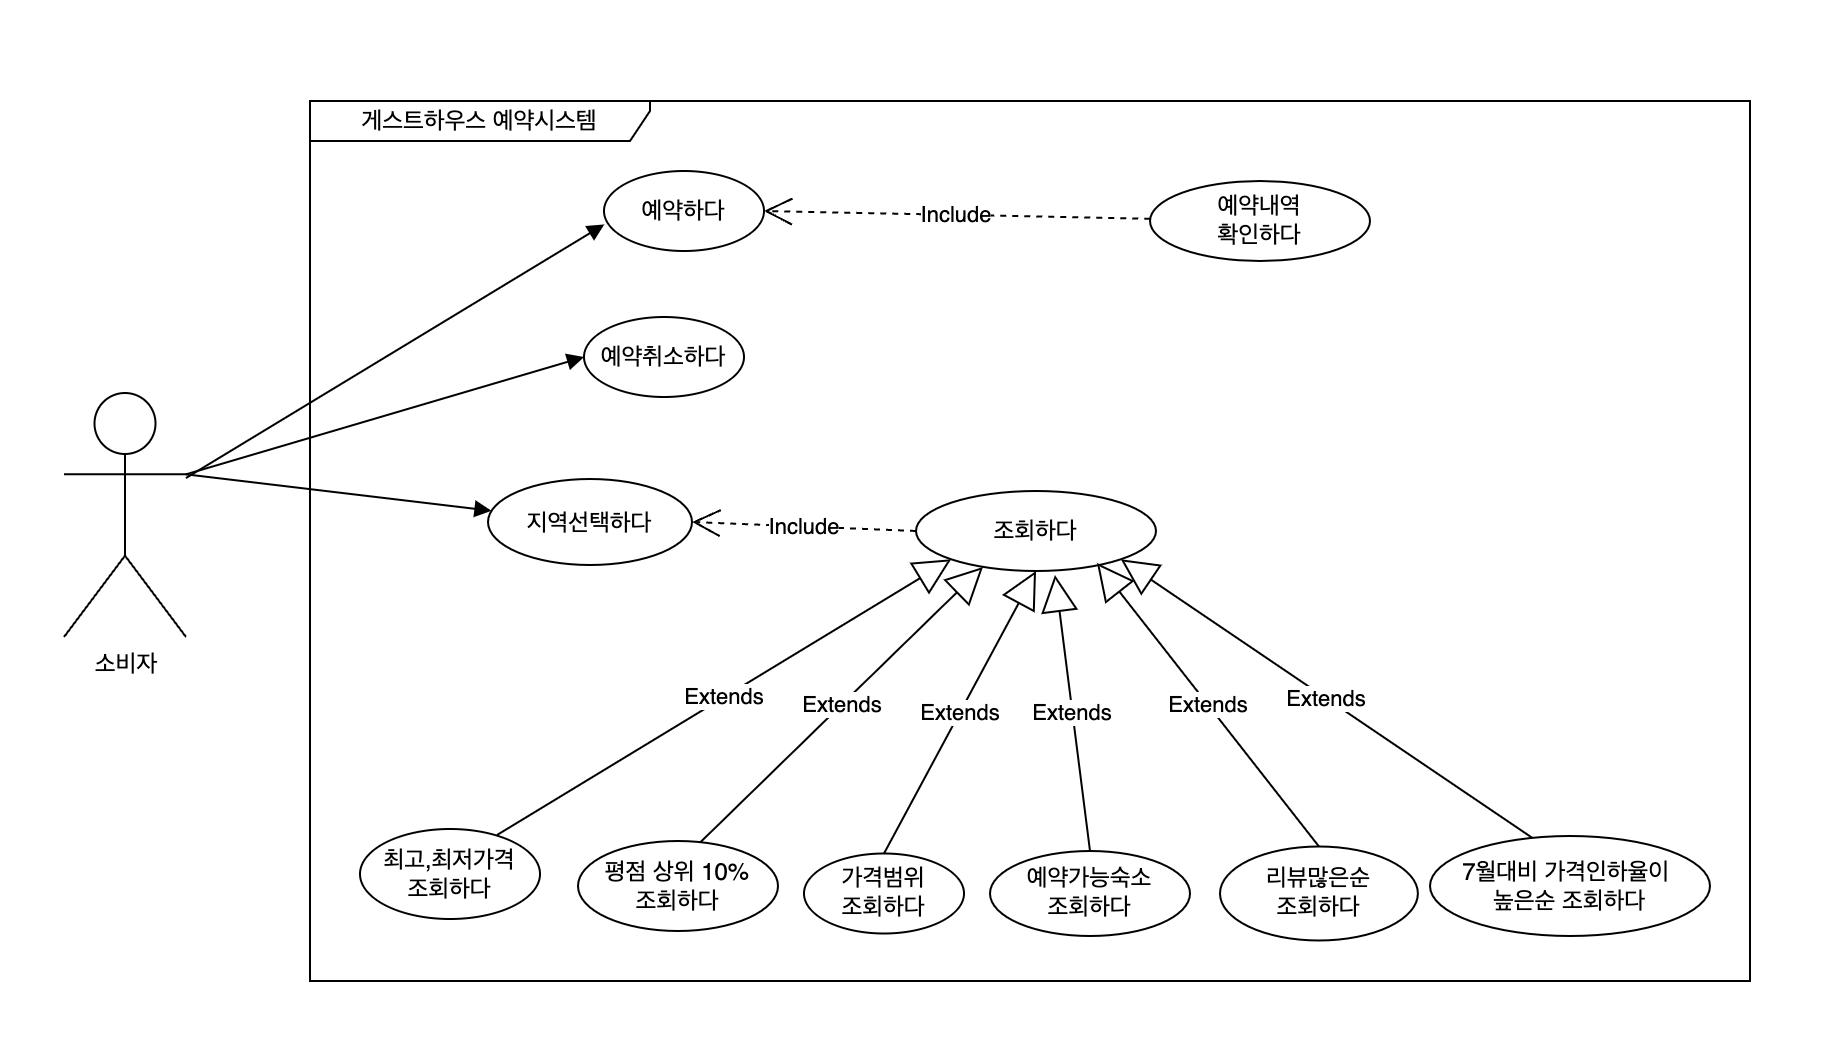 게스트하우스 예약시스템
예약하다
Include
예약내역
확인하다
예약취소하다
지역선택하다
Include
조회하다
소비자
Extends
Extends
Extends
Extends
Extends
Extends
최고,최저가격
조회하다
평점 상위 10%
조회하다
가격범위
조회하다
예약가능숙소
조회하다
리뷰많은순
조회하다
7월대비 가격인하율이
높은순 조회하다